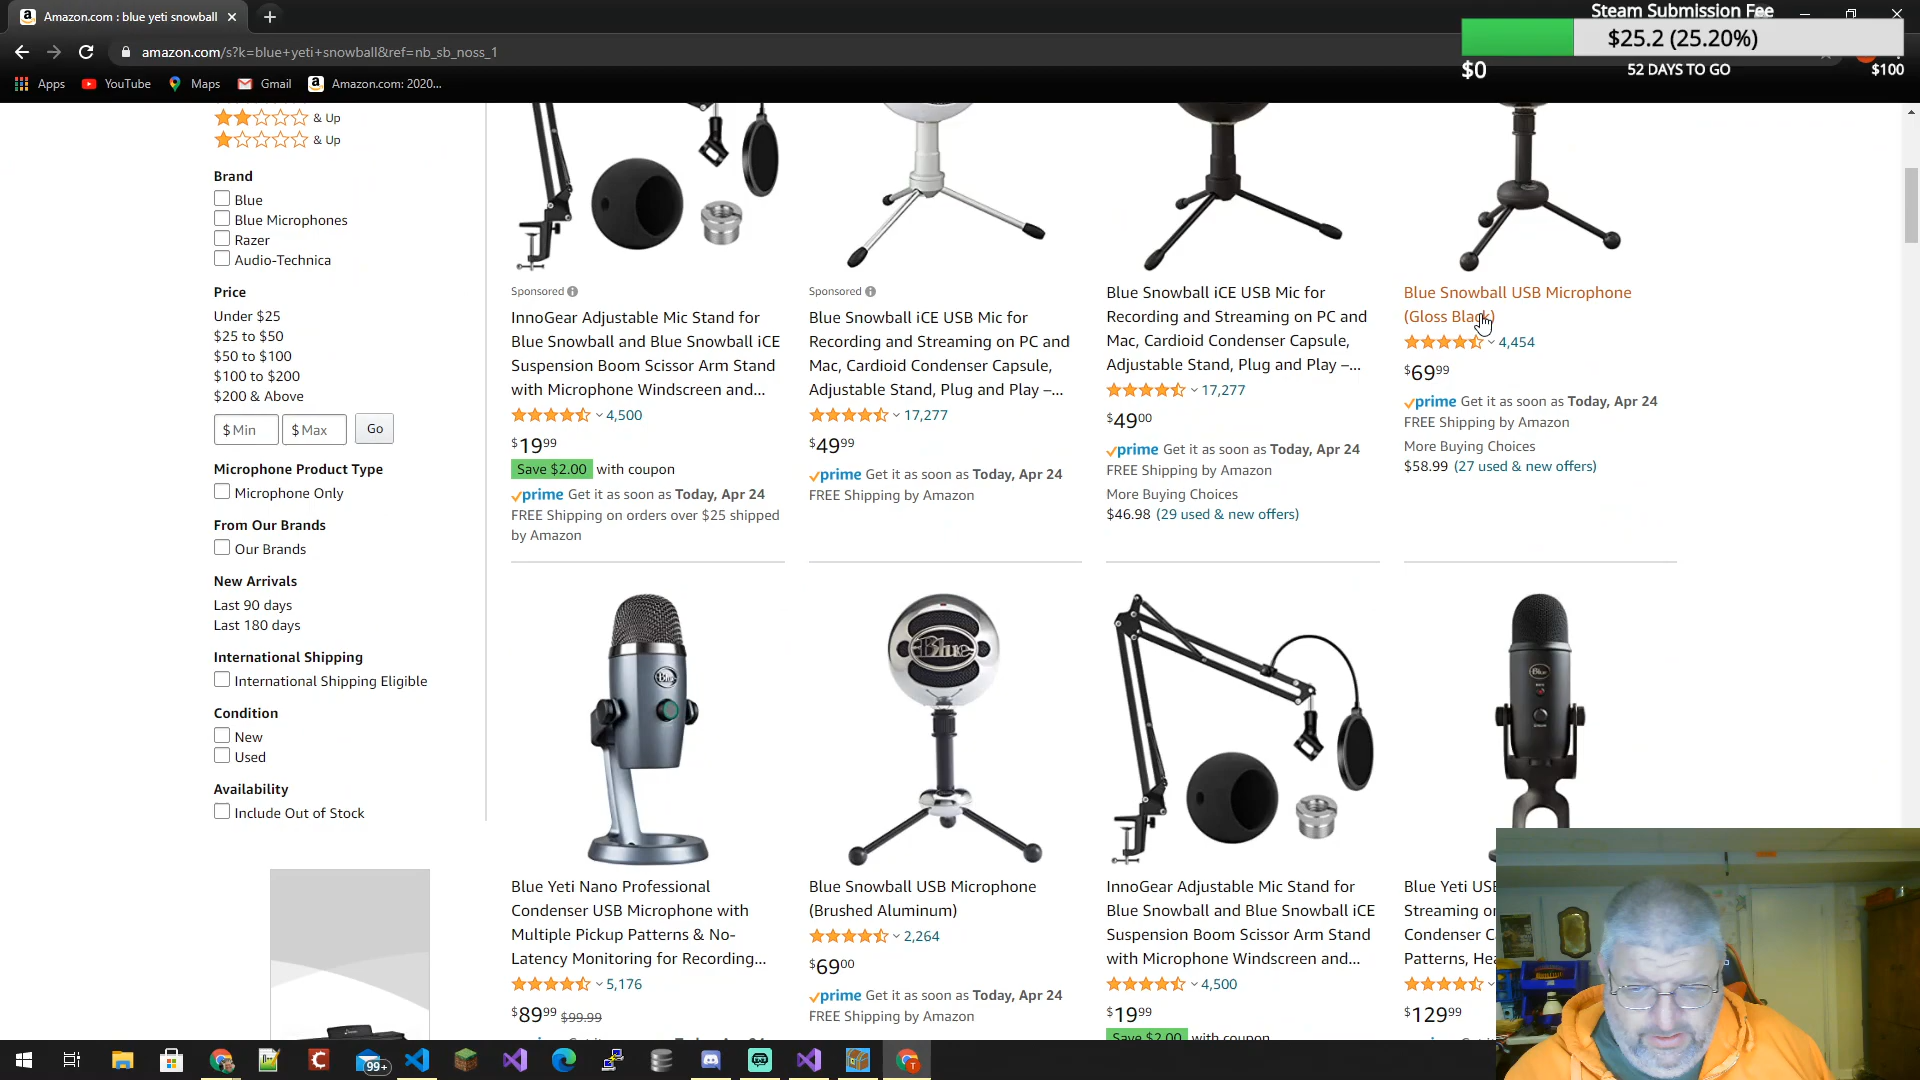 Amazon.com : blue yeti snowball
Steam Submission Fee
$25.2 (25.20%)
$0
52 DAYS TO GO
$100
amazon.com/s?k=blue+yeti+snowball&ref=nb_sb_noss_1
Apps
YouTube
Maps
Gmail
Amazon.com: 2020...
& Up
& Up
Brand
Blue
Blue Microphones
Razer
Audio-Technica
Price
Under $25
$25 to $50
$50 to $100
$100 to $200
$200 & Above
$ Min
$ Max
Go
Microphone Product Type
Microphone Only
From Our Brands
Our Brands
New Arrivals
Last 90 days
Last 180 days
International Shipping
International Shipping Eligible
Condition
New
Used
Availability
Include Out of Stock
Sponsored
InnoGear Adjustable Mic Stand for
Blue Snowball and Blue Snowball iCE
Suspension Boom Scissor Arm Stand
with Microphone Windscreen and...
4,500
$19 99
Save $2.00 with coupon
prime Get it as soon as Today, Apr 24
FREE Shipping on orders over $25 shipped
by Amazon
Sponsored
Blue Snowball iCE USB Mic for
Recording and Streaming on PC and
Mac, Cardioid Condenser Capsule,
Adjustable Stand, Plug and Play –...
17,277
$49 99
prime Get it as soon as Today, Apr 24
FREE Shipping by Amazon
Blue Snowball iCE USB Mic for
Recording and Streaming on PC and
Mac, Cardioid Condenser Capsule,
Adjustable Stand, Plug and Play –...
17,277
$49 00
prime Get it as soon as Today, Apr 24
FREE Shipping by Amazon
More Buying Choices
$46.98 (29 used & new offers)
Blue Snowball USB Microphone
(Gloss Black)
4,454
$69 99
prime Get it as soon as Today, Apr 24
FREE Shipping by Amazon
More Buying Choices
$58.99 (27 used & new offers)
Blue
Blue Yeti Nano Professional
Condenser USB Microphone with
Multiple Pickup Patterns & No-
Latency Monitoring for Recording...
5,176
$89 99 $99.99
Blue Snowball USB Microphone
(Brushed Aluminum)
2,264
$69 00
prime Get it as soon as Today, Apr 24
FREE Shipping by Amazon
InnoGear Adjustable Mic Stand for
Blue Snowball and Blue Snowball iCE
Suspension Boom Scissor Arm Stand
with Microphone Windscreen and...
4,500
$19 99
Save $2.00 with coupon
Blue Yeti
Streaming
Condenser
Patterns,
$129 99
99+